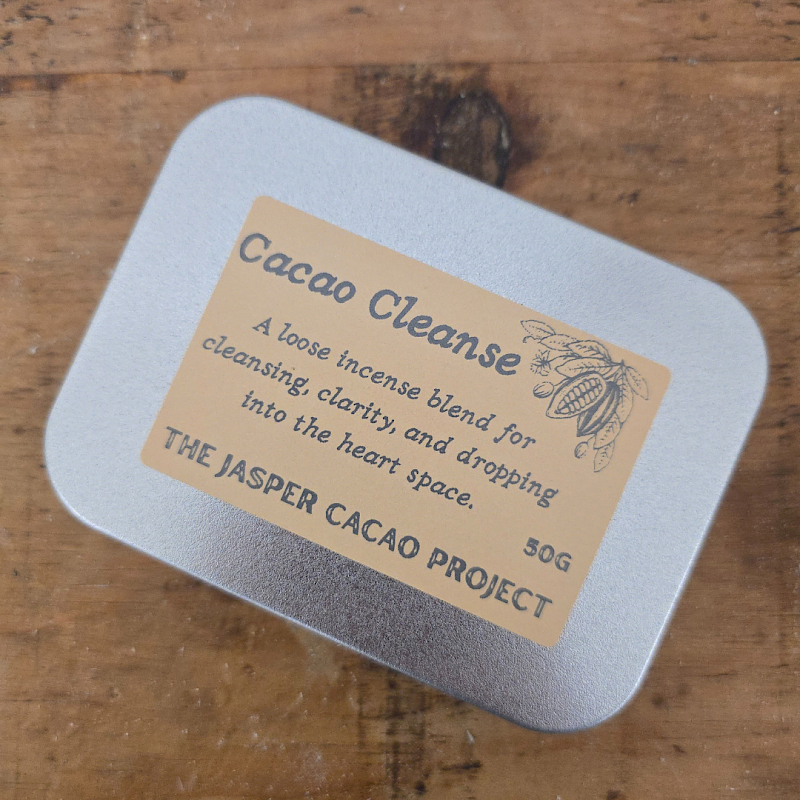 Cacao Cleanse
A loose incense blend for
cleansing, clarity, and dropping
into the heart space.
50G
THE JASPER CACAO PROJECT